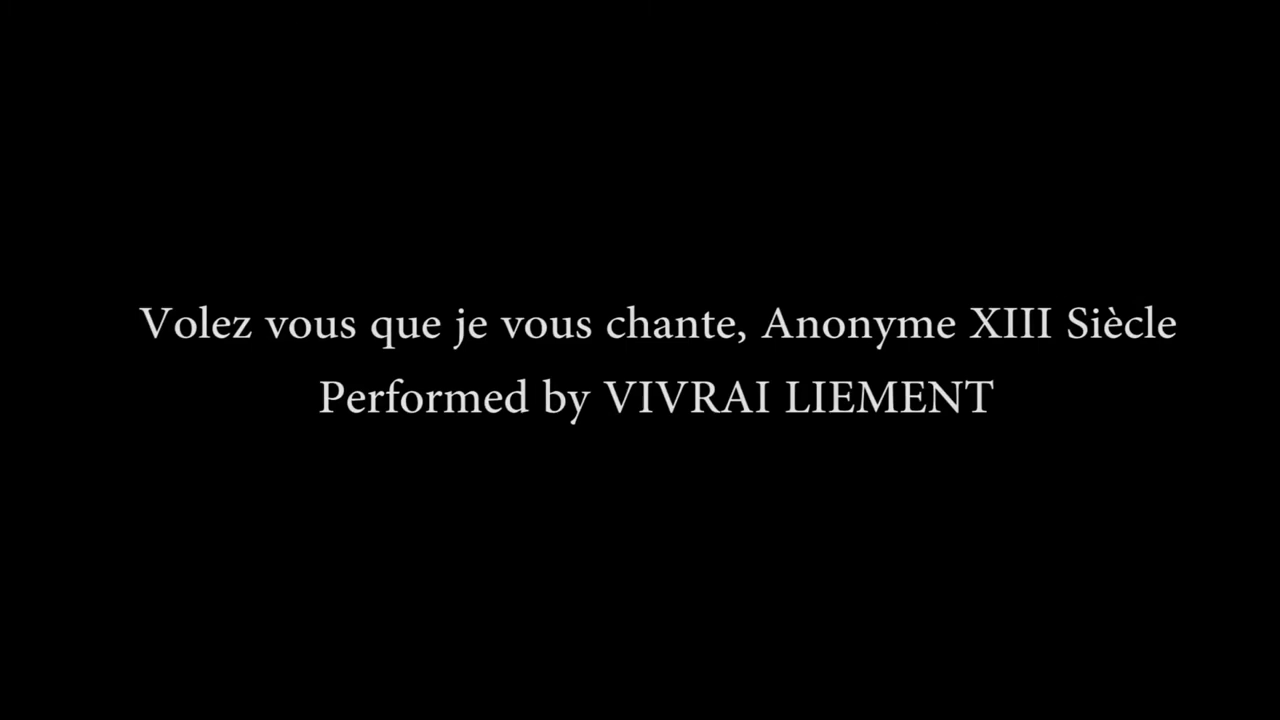 Volez vous que je vous chante, Anonyme XIII Siècle
Performed by VIVRAI LIEMENT